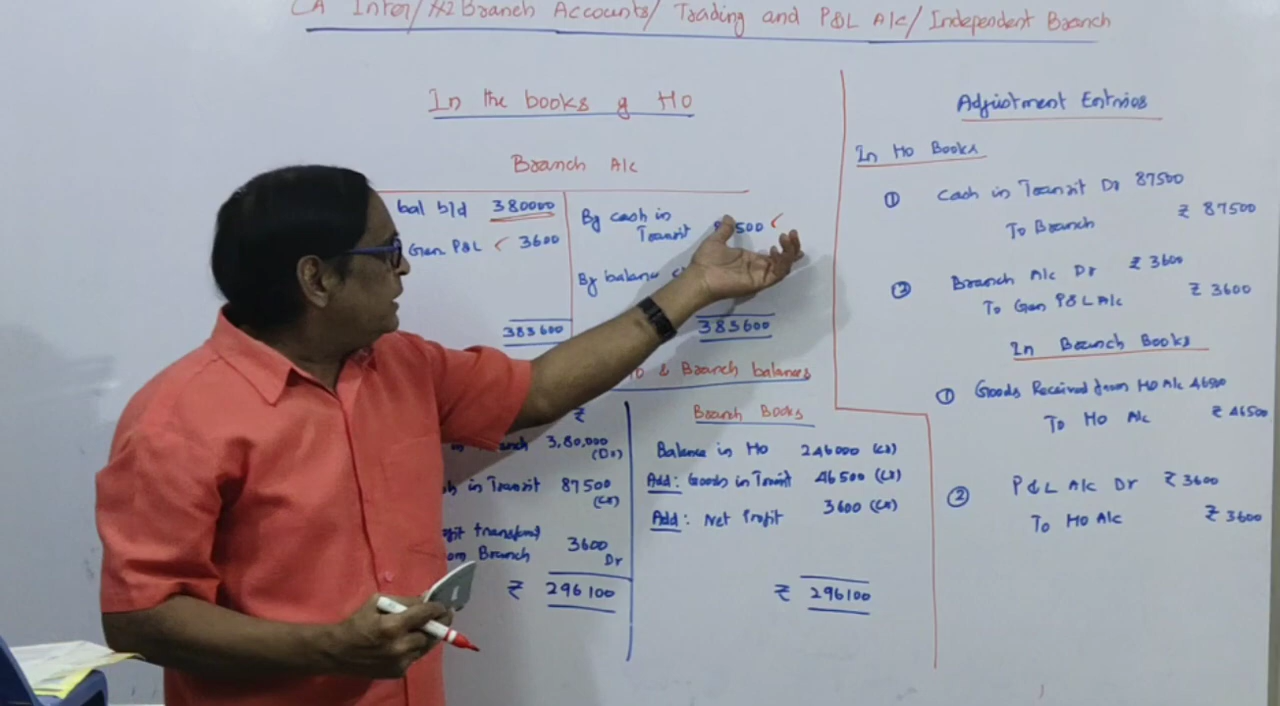 CA Inter/ A2 Branch Accounts/ Trading and P&L A/c/ Independent Branch
In the books of HO
Branch A/c
bal b/d 380000
Gen P&L 3600
383600
By cash in
Transit 500
By balance
383600
& Branch balances
₹
3,80,000
(Dr)
in Transit 87500
(Cr)
transfer
Branch 3600
Dr
₹ 296100
Branch Books
Balance in HO 246000 (Cr)
Add: Goods in Transit 46500 (Cr)
Add: Net Profit 3600 (Cr)
₹ 296100
Adjustment Entries
In HO Books
① Cash in Transit Dr 87500
To Branch ₹ 87500
② Branch A/c Dr ₹ 3600
To Gen P&L A/c ₹ 3600
In Branch Books
① Goods Received from HO A/c 46500
To HO A/c ₹ 46500
② P&L A/c Dr ₹ 3600
To HO A/c ₹ 3600